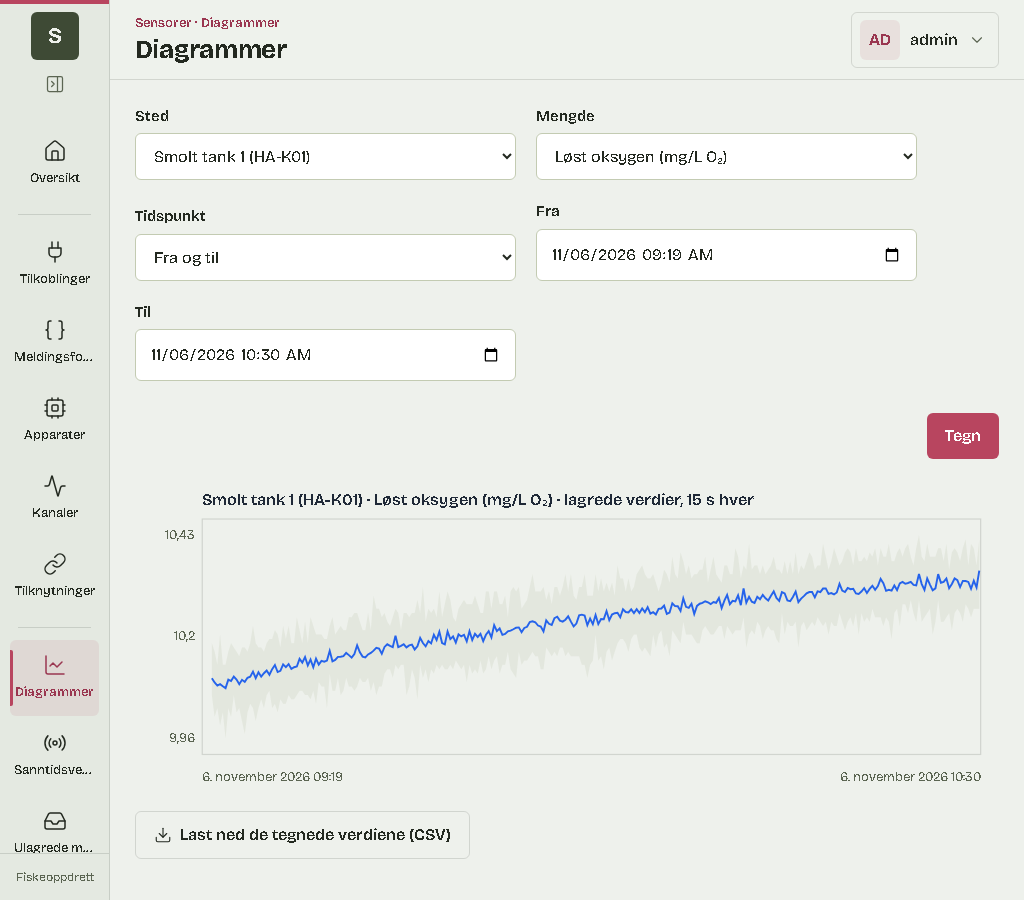 S
Oversikt
Tilkoblinger
Meldingsfo...
Apparater
Kanaler
Tilknytninger
Diagrammer
Sanntidsve...
Ulagrede m...
Fiskeoppdrett
Sensorer · Diagrammer
Diagrammer
AD admin
Sted
Smolt tank 1 (HA-K01)
Mengde
Løst oksygen (mg/L O₂)
Tidspunkt
Fra og til
Fra
11/06/2026 09:19 AM
Til
11/06/2026 10:30 AM
Tegn
Smolt tank 1 (HA-K01) · Løst oksygen (mg/L O₂) · lagrede verdier, 15 s hver
10,43
10,2
9,96
6. november 2026 09:19
6. november 2026 10:30
Last ned de tegnede verdiene (CSV)